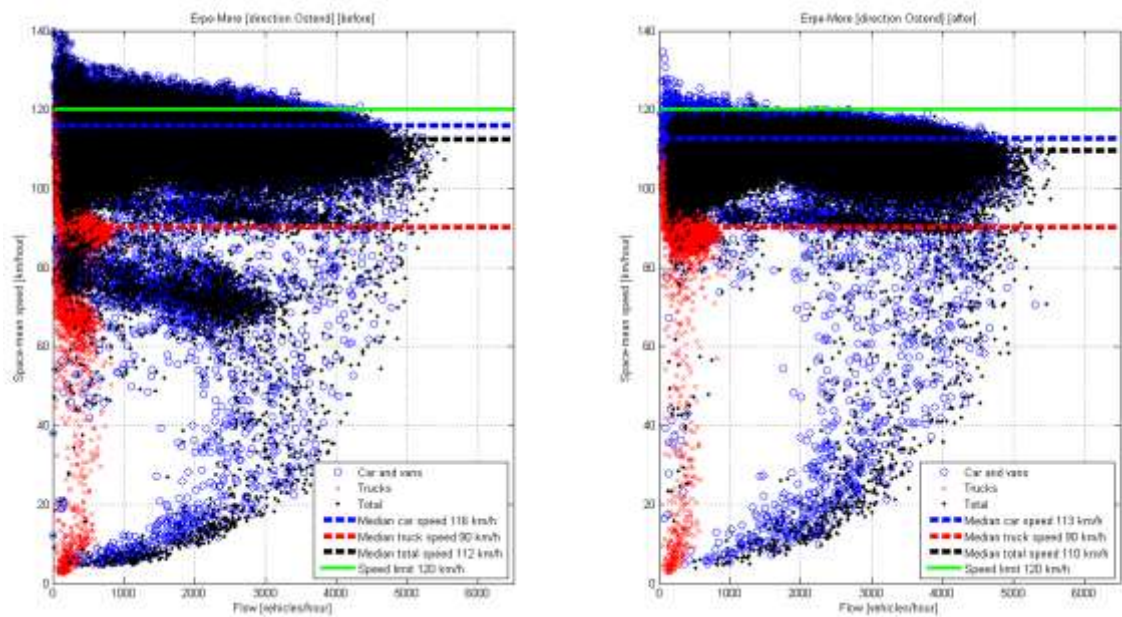 Erpe-Mere [direction Ostend] [before]
140
120
100
80
60
40
20
0
Space-mean speed [km/hour]
0 1000 2000 3000 4000 5000 6000
Flow [vehicles/hour]
Car and vans
Trucks
Total
Median car speed 116 km/h
Median truck speed 90 km/h
Median total speed 112 km/h
Speed limit 120 km/h
Erpe-Mere [direction Ostend] [after]
140
120
100
80
60
40
20
0
Space-mean speed [km/hour]
0 1000 2000 3000 4000 5000 6000
Flow [vehicles/hour]
Car and vans
Trucks
Total
Median car speed 113 km/h
Median truck speed 90 km/h
Median total speed 110 km/h
Speed limit 120 km/h